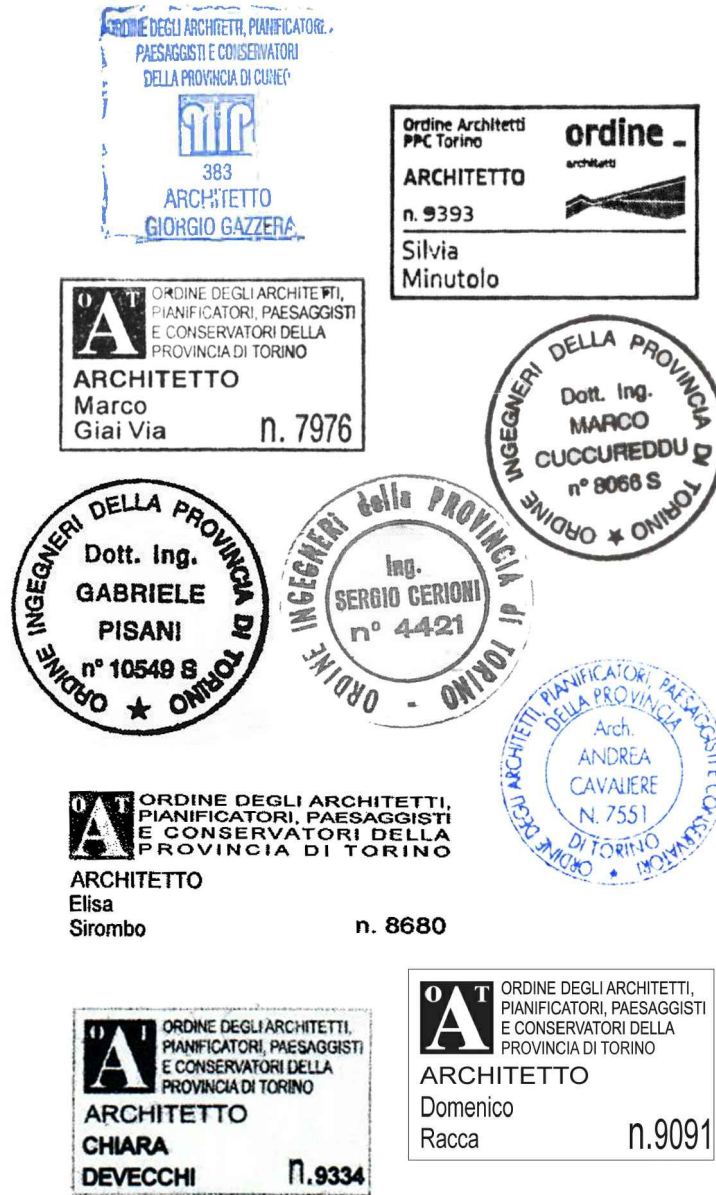 ORDINE DEGLI ARCHITETTI, PIANIFICATORI,
PAESAGGISTI E CONSERVATORI
DELLA PROVINCIA DI CUNEO
383
ARCHITETTO
GIORGIO GAZZERA
Ordine Architetti
PPC Torino
ordine
architetti
ARCHITETTO
n. 9393
Silvia
Minutolo
O A T
ORDINE DEGLI ARCHITETTI,
PIANIFICATORI, PAESAGGISTI
E CONSERVATORI DELLA
PROVINCIA DI TORINO
ARCHITETTO
Marco
Giai Via
n. 7976
ORDINE INGEGNERI DELLA PROVINCIA DI TORINO
Dott. Ing.
MARCO
CUCCUREDDU
n° 8066 S
ORDINE INGEGNERI DELLA PROVINCIA DI TORINO
Dott. Ing.
GABRIELE
PISANI
n° 10549 S
ORDINE INGEGNERI della PROVINCIA di TORINO -
Ing.
SERGIO CERIONI
n° 4421
ORDINE DEGLI ARCHITETTI, PIANIFICATORI, PAESAGGISTI E CONSERVATORI
DELLA PROVINCIA
Arch.
ANDREA
CAVALIERE
N. 7551
DI TORINO
O A T
ORDINE DEGLI ARCHITETTI,
PIANIFICATORI, PAESAGGISTI
E CONSERVATORI DELLA
PROVINCIA DI TORINO
ARCHITETTO
Elisa
Sirombo
n. 8680
O A T
ORDINE DEGLI ARCHITETTI,
PIANIFICATORI, PAESAGGISTI
E CONSERVATORI DELLA
PROVINCIA DI TORINO
ARCHITETTO
CHIARA
DEVECCHI
n.9334
O A T
ORDINE DEGLI ARCHITETTI,
PIANIFICATORI, PAESAGGISTI
E CONSERVATORI DELLA
PROVINCIA DI TORINO
ARCHITETTO
Domenico
Racca
n.9091